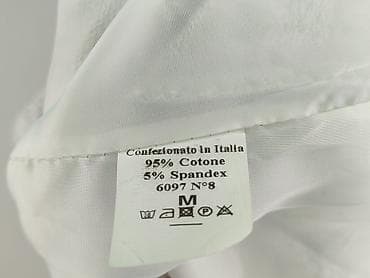 Confezionato in Italia
95% Cotone
5% Spandex
6097 N°8
M